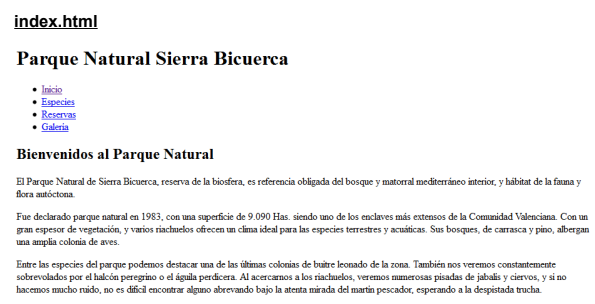 index.html
Parque Natural Sierra Bicuerca
Inicio
Especies
Reservas
Galeria
Bienvenidos al Parque Natural
El Parque Natural de Sierra Bicuerca, reserva de la biosfera, es referencia obligada del bosque y matorral mediterráneo interior, y hábitat de la fauna y
flora autóctona.
Fue declarado parque natural en 1983, con una superficie de 9.090 Has. siendo uno de los enclaves más extensos de la Comunidad Valenciana. Con un
gran espesor de vegetación, y varios riachuelos ofrecen un clima ideal para las especies terrestres y acuáticas. Sus bosques, de carrasca y pino, albergan
una amplia colonia de aves.
Entre las especies del parque podemos destacar una de las últimas colonias de buitre leonado de la zona. También nos veremos constantemente
sobrevolados por el halcón peregrino o el águila perdicera. Al acercarnos a los riachuelos, veremos numerosas pisadas de jabalís y ciervos, y si no
hacemos mucho ruido, no es difícil encontrar alguno abrevando bajo la atenta mirada del martin pescador, esperando a la despistada trucha.